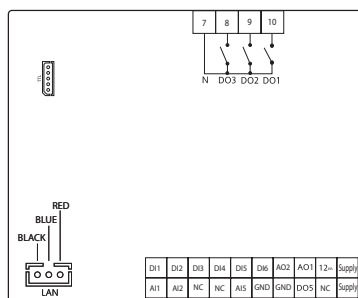 7 8 9 10
N DO3 DO2 DO1
TTL
RED
BLUE
BLACK
LAN
DI1 DI2 DI3 DI4 DI5 DI6 AO2 AO1 12 Supply
AI1 AI2 NC NC AI5 GND GND DO5 NC Supply